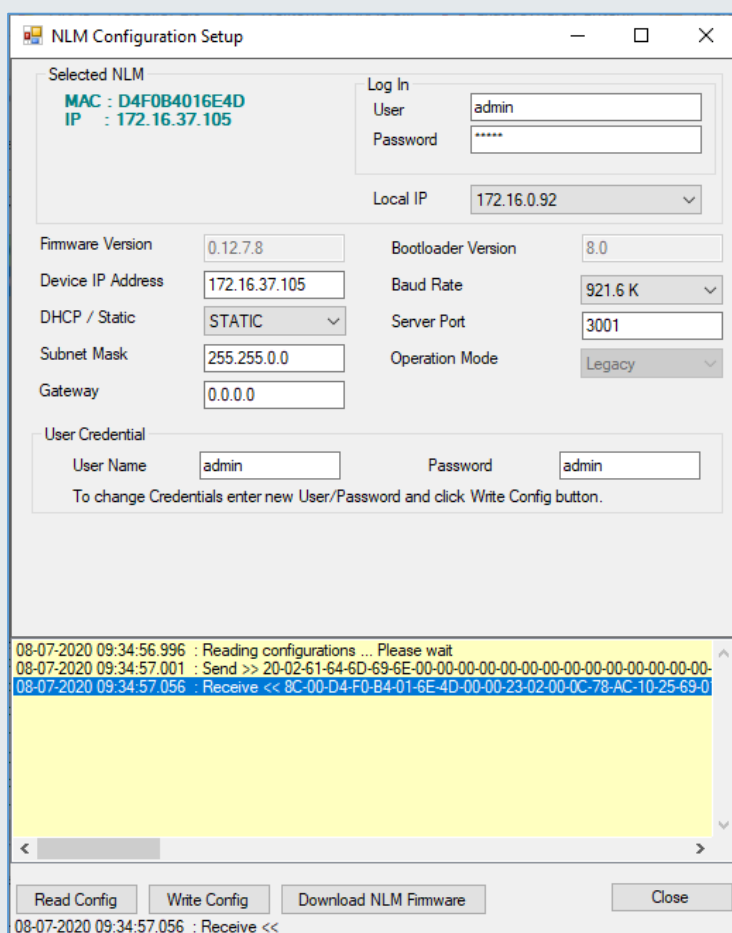 NLM Configuration Setup
Selected NLM
MAC : D4F0B4016E4D
IP : 172.16.37.105
Log In
User admin
Password *****
Local IP 172.16.0.92
Firmware Version 0.12.7.8 Bootloader Version 8.0
Device IP Address 172.16.37.105 Baud Rate 921.6 K
DHCP / Static STATIC Server Port 3001
Subnet Mask 255.255.0.0 Operation Mode Legacy
Gateway 0.0.0.0
User Credential
User Name admin Password admin
To change Credentials enter new User/Password and click Write Config button.
08-07-2020 09:34:56.996 : Reading configurations ... Please wait
08-07-2020 09:34:57.001 : Send >> 20-02-61-64-6D-69-6E-00-00-00-00-00-00-00-00-00-00-00-00-00-00-
08-07-2020 09:34:57.056 : Receive << 8C-00-D4-F0-B4-01-6E-4D-00-00-23-02-00-0C-78-AC-10-25-69-0
Read Config Write Config Download NLM Firmware Close
08-07-2020 09:34:57.056 : Receive <<